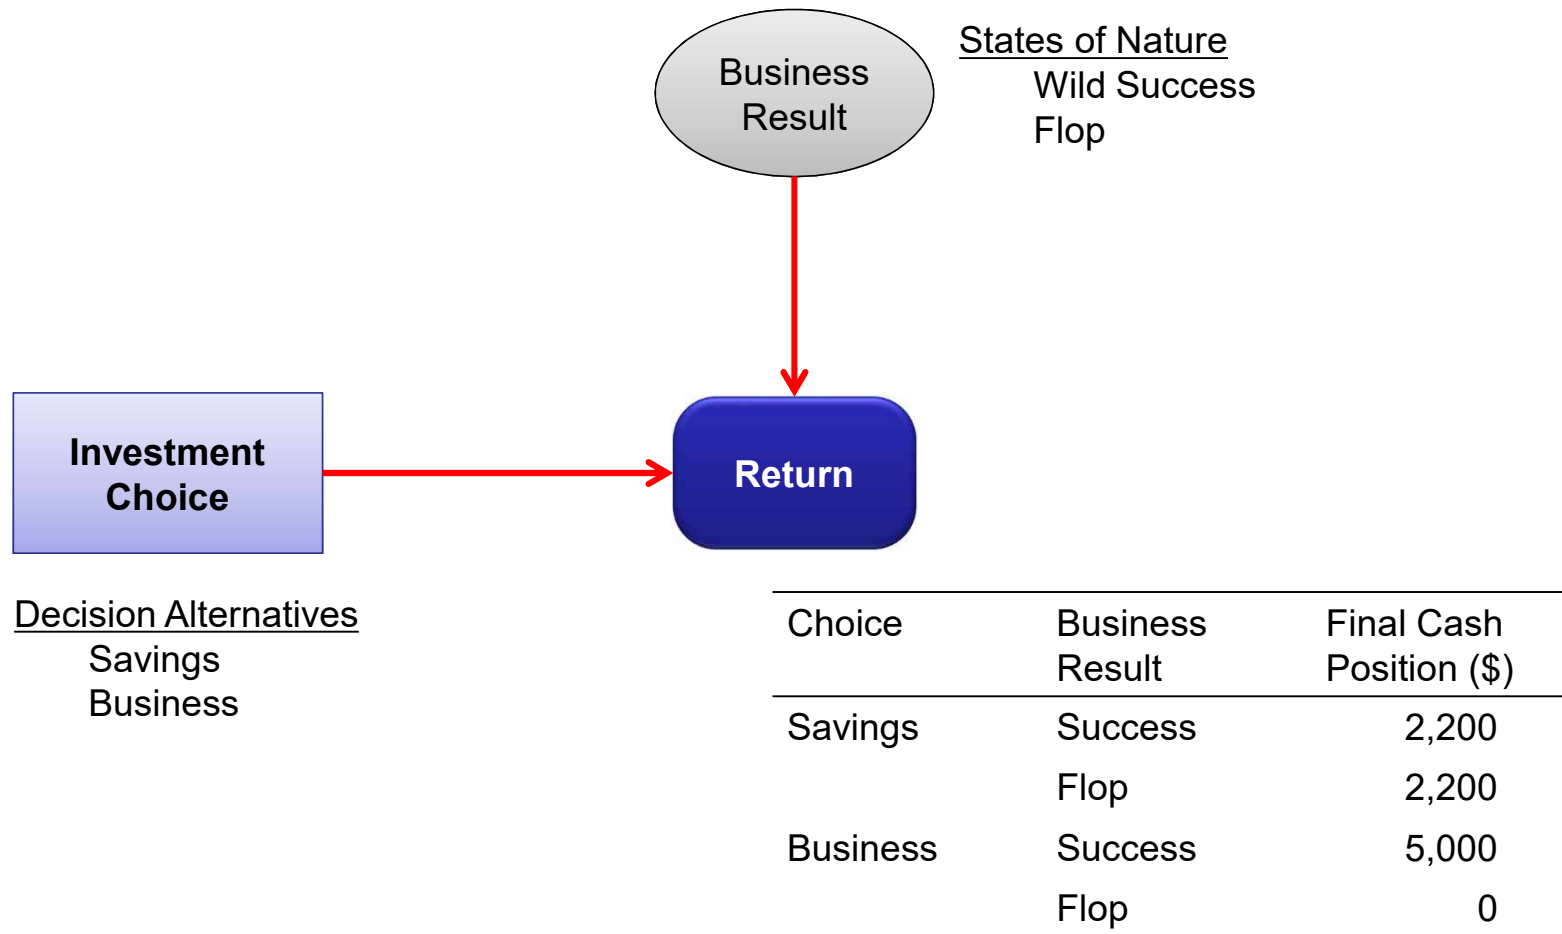 Business
Result
States of Nature
Wild Success
Flop
Investment
Choice
Return
Decision Alternatives
Savings
Business
Choice Business Final Cash
Result Position ($)
Savings Success 2,200
Flop 2,200
Business Success 5,000
Flop 0